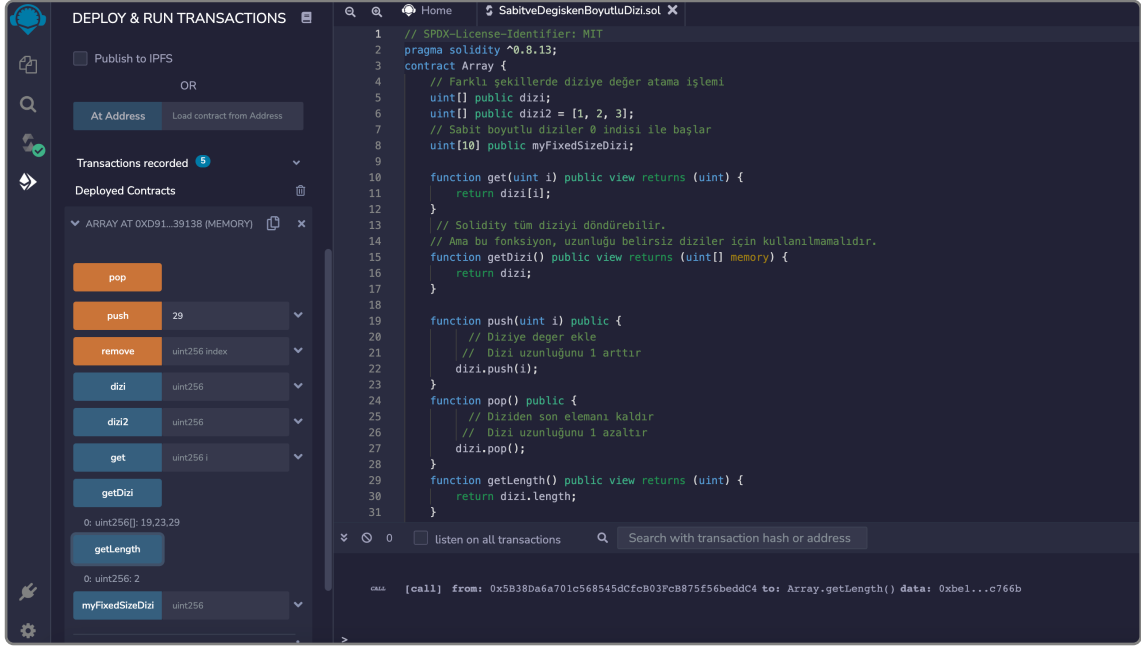 DEPLOY & RUN TRANSACTIONS
Publish to IPFS
OR
At Address
Load contract from Address
Transactions recorded 5
Deployed Contracts
ARRAY AT 0XD91...39138 (MEMORY)
pop
push
29
remove
uint256 index
dizi
uint256
dizi2
uint256
get
uint256 i
getDizi
0: uint256[]: 19,23,29
getLength
0: uint256: 2
myFixedSizeDizi
uint256
Home
SabitveDegiskenBoyutluDizi.sol
1 // SPDX-License-Identifier: MIT
2 pragma solidity ^0.8.13;
3 contract Array {
4 // Farklı şekillerde diziye değer atama işlemi
5 uint[] public dizi;
6 uint[] public dizi2 = [1, 2, 3];
7 // Sabit boyutlu diziler 0 indisi ile başlar
8 uint[10] public myFixedSizeDizi;
9
10 function get(uint i) public view returns (uint) {
11 return dizi[i];
12 }
13 // Solidity tüm diziyi döndürebilir.
14 // Ama bu fonksiyon, uzunluğu belirsiz diziler için kullanılmamalıdır.
15 function getDizi() public view returns (uint[] memory) {
16 return dizi;
17 }
18
19 function push(uint i) public {
20 // Diziye deger ekle
21 // Dizi uzunluğunu 1 arttır
22 dizi.push(i);
23 }
24 function pop() public {
25 // Diziden son elemanı kaldır
26 // Dizi uzunluğunu 1 azaltır
27 dizi.pop();
28 }
29 function getLength() public view returns (uint) {
30 return dizi.length;
31 }
0
listen on all transactions
Search with transaction hash or address
CALL [call] from: 0x5B38Da6a701c568545dCfcB03FcB875f56beddC4 to: Array.getLength() data: 0xbe1...c766b
>